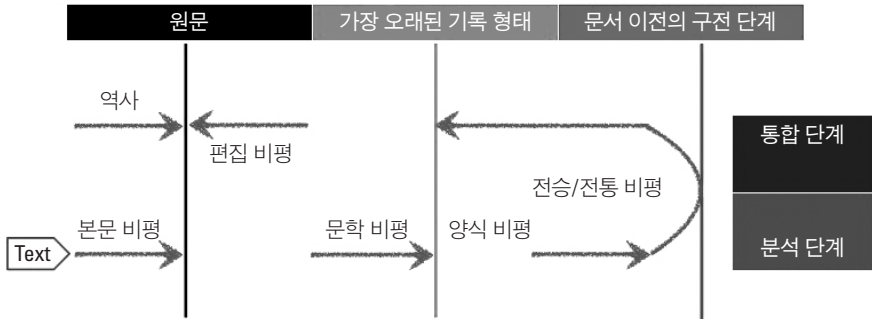 원문
가장 오래된 기록 형태
문서 이전의 구전 단계
역사
편집 비평
통합 단계
전승/전통 비평
본문 비평
문학 비평
양식 비평
Text
분석 단계